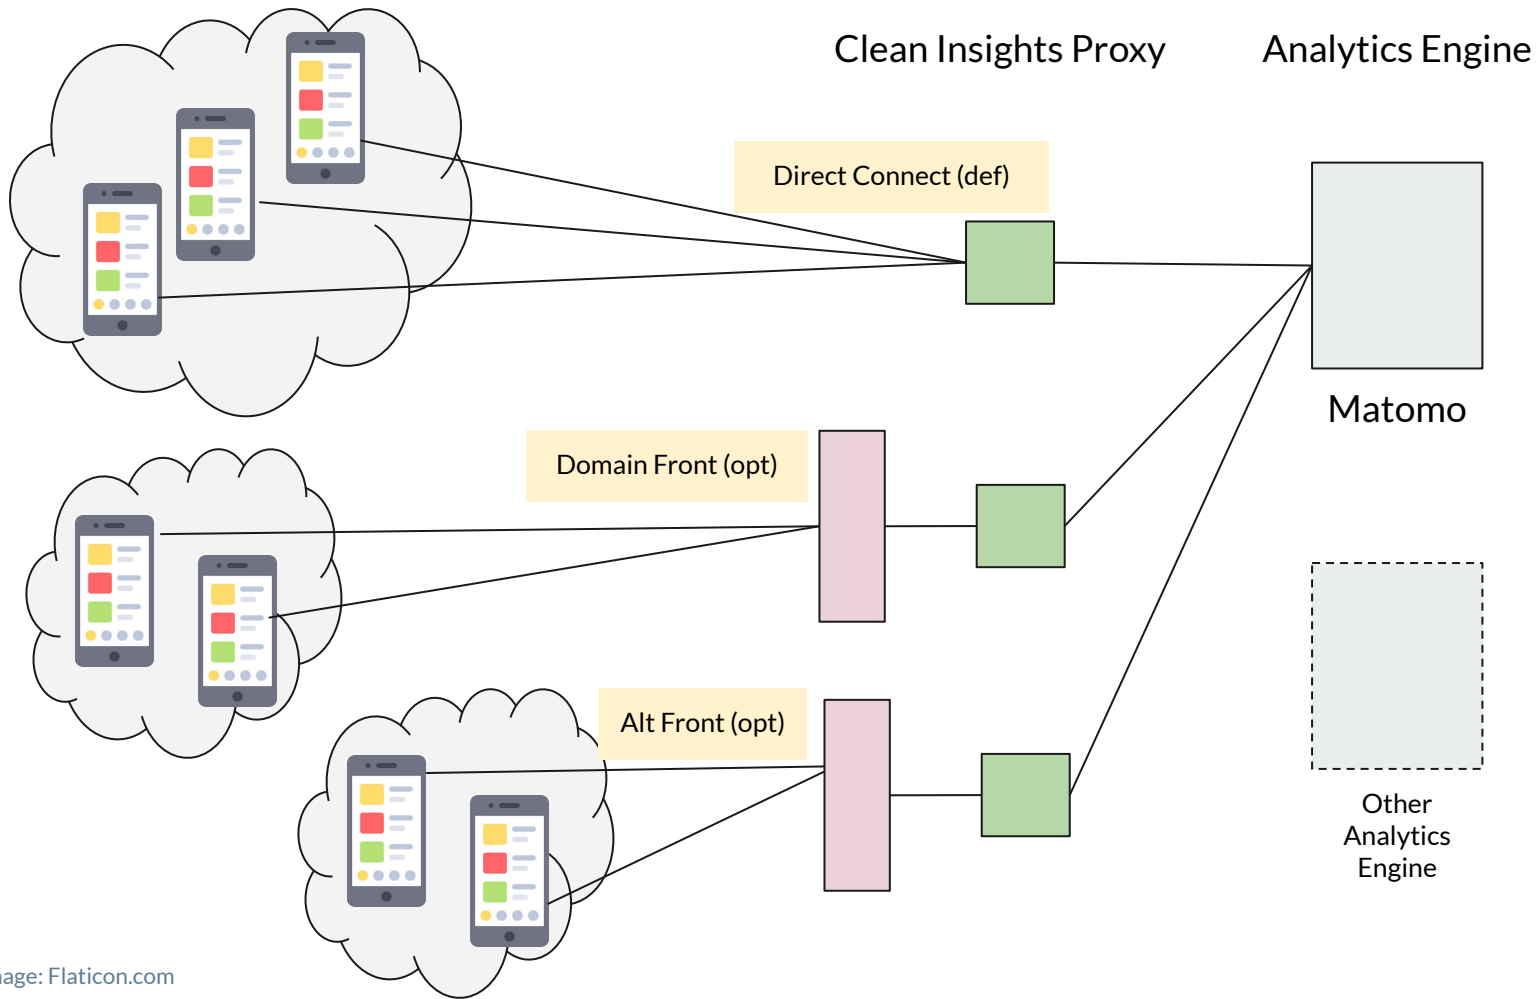 Clean Insights Proxy
Analytics Engine
Direct Connect (def)
Matomo
Domain Front (opt)
Alt Front (opt)
Other
Analytics
Engine
age: Flaticon.com